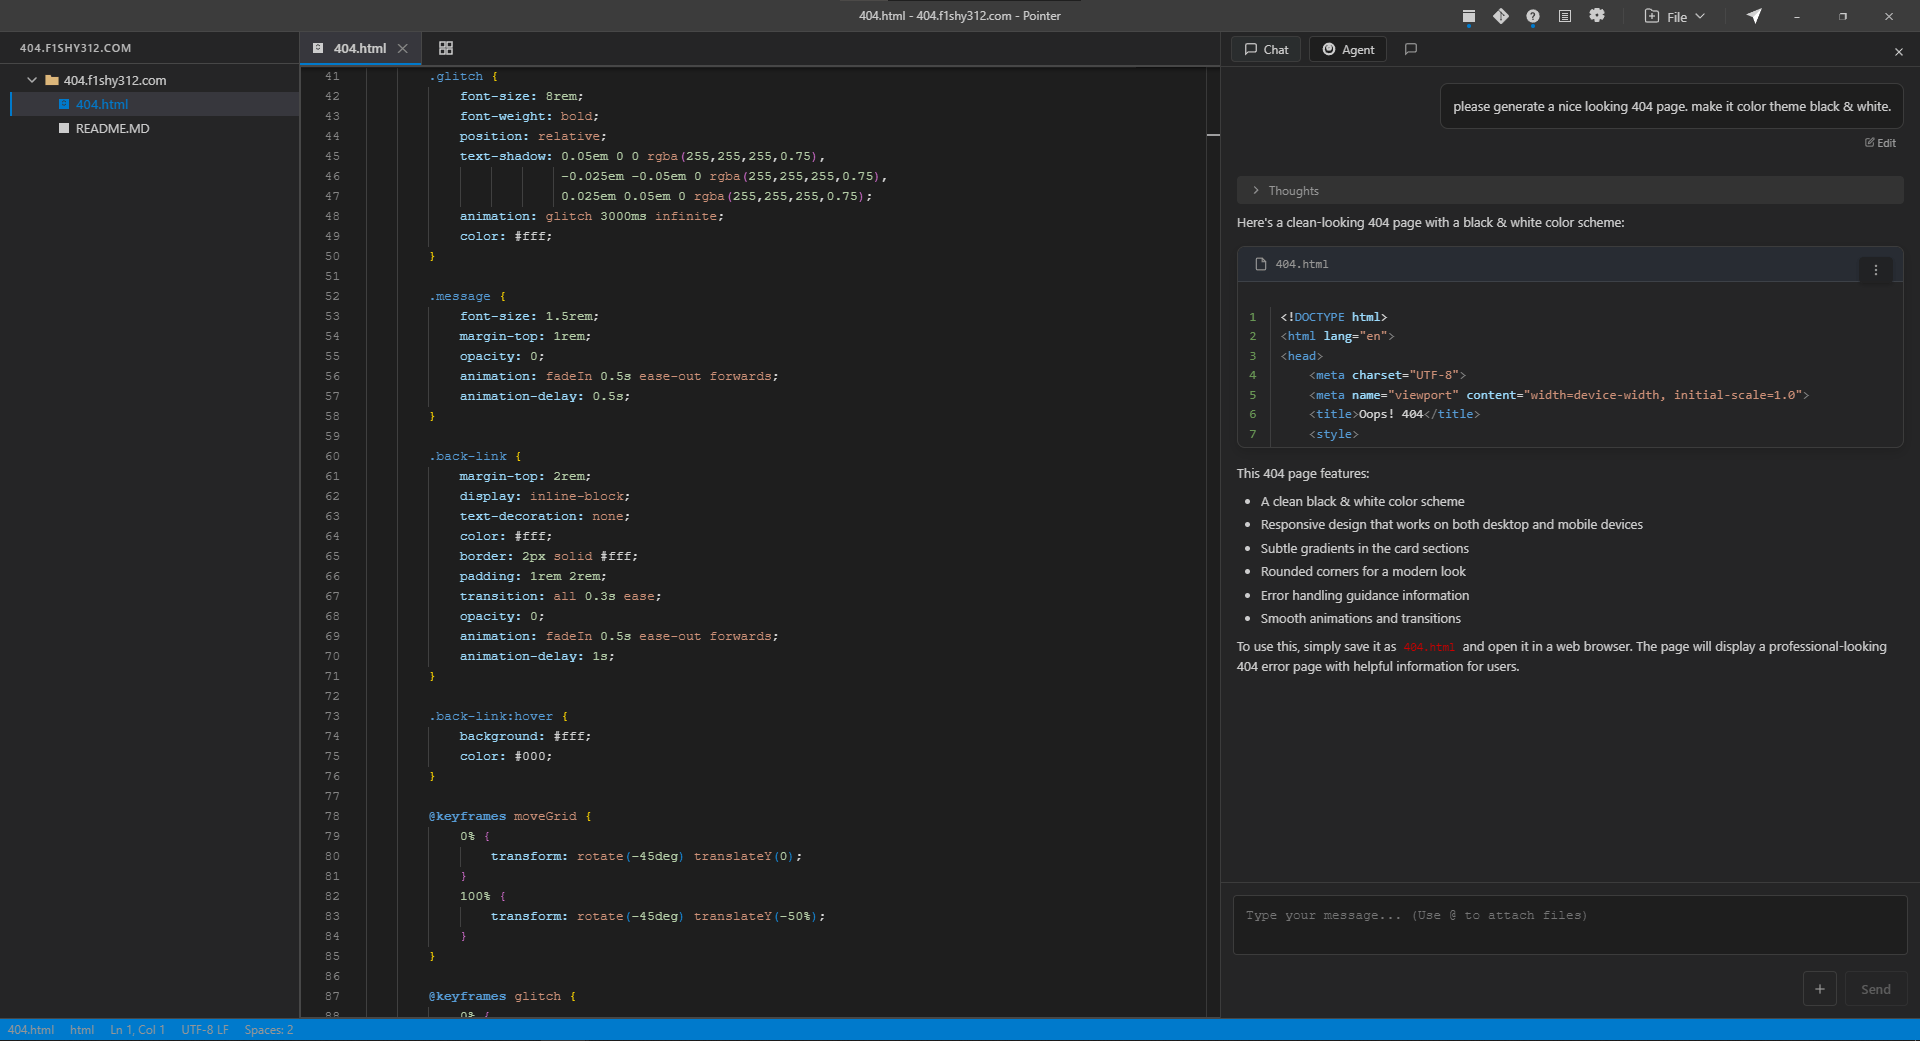 404.html - 404.f1shy312.com - Pointer
File
404.F1SHY312.COM
404.f1shy312.com
404.html
README.MD
404.html
41 .glitch {
42 font-size: 8rem;
43 font-weight: bold;
44 position: relative;
45 text-shadow: 0.05em 0 0 rgba(255,255,255,0.75),
46 -0.025em -0.05em 0 rgba(255,255,255,0.75),
47 0.025em 0.05em 0 rgba(255,255,255,0.75);
48 animation: glitch 3000ms infinite;
49 color: #fff;
50 }
51
52 .message {
53 font-size: 1.5rem;
54 margin-top: 1rem;
55 opacity: 0;
56 animation: fadeIn 0.5s ease-out forwards;
57 animation-delay: 0.5s;
58 }
59
60 .back-link {
61 margin-top: 2rem;
62 display: inline-block;
63 text-decoration: none;
64 color: #fff;
65 border: 2px solid #fff;
66 padding: 1rem 2rem;
67 transition: all 0.3s ease;
68 opacity: 0;
69 animation: fadeIn 0.5s ease-out forwards;
70 animation-delay: 1s;
71 }
72
73 .back-link:hover {
74 background: #fff;
75 color: #000;
76 }
77
78 @keyframes moveGrid {
79 0% {
80 transform: rotate(-45deg) translateY(0);
81 }
82 100% {
83 transform: rotate(-45deg) translateY(-50%);
84 }
85 }
86
87 @keyframes glitch {
88 0% {
Chat
Agent
please generate a nice looking 404 page. make it color theme black & white.
Edit
Thoughts
Here's a clean-looking 404 page with a black & white color scheme:
404.html
1 <!DOCTYPE html>
2 <html lang="en">
3 <head>
4 <meta charset="UTF-8">
5 <meta name="viewport" content="width=device-width, initial-scale=1.0">
6 <title>Oops! 404</title>
7 <style>
This 404 page features:
• A clean black & white color scheme
• Responsive design that works on both desktop and mobile devices
• Subtle gradients in the card sections
• Rounded corners for a modern look
• Error handling guidance information
• Smooth animations and transitions
To use this, simply save it as 404.html and open it in a web browser. The page will display a professional-looking
404 error page with helpful information for users.
Type your message... (Use @ to attach files)
+ Send
404.html html Ln 1, Col 1 UTF-8 LF Spaces: 2